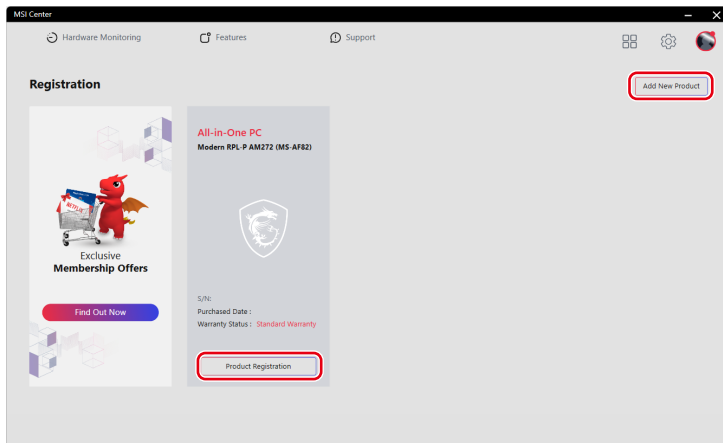 MSI Center
Hardware Monitoring
Features
Support
Registration
Add New Product
All-in-One PC
Modern RPL-P AM272 (MS-AF82)
NETFLIX
Exclusive
Membership Offers
Find Out Now
S/N:
Purchased Date :
Warranty Status : Standard Warranty
Product Registration